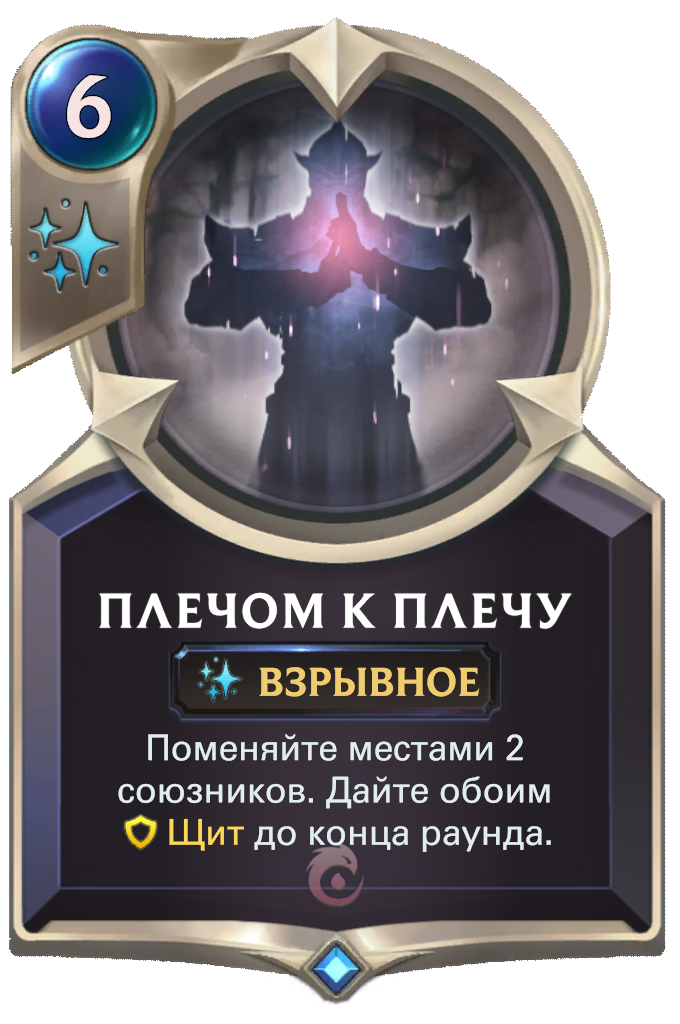 6
ПЛЕЧОМ К ПЛЕЧУ
ВЗРЫВНОЕ
Поменяйте местами 2
союзников. Дайте обоим
Щит до конца раунда.